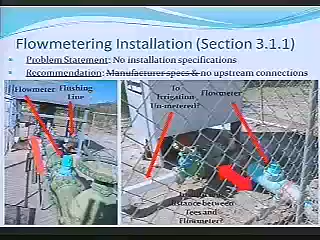 Flowmetering Installation (Section 3.1.1)
Problem Statement: No installation specifications
Recommendation: Manufacturer specs & no upstream connections
Flowmeter
Flushing
Line
To
Irrigation
Un-metered?
Flowmeter
distance between
Tees and
Flowmeter?